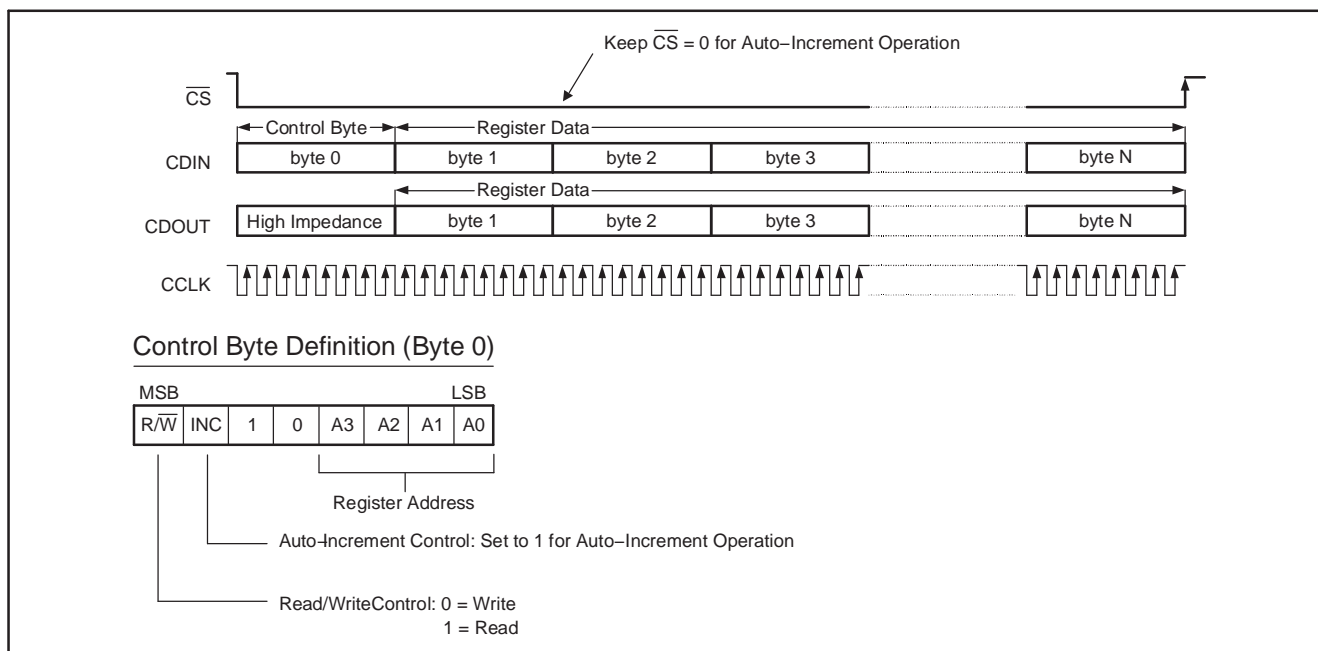 Keep CS = 0 for Auto–Increment Operation
CS
Control Byte Register Data
CDIN byte 0 byte 1 byte 2 byte 3 byte N
Register Data
CDOUT High Impedance byte 1 byte 2 byte 3 byte N
CCLK
Control Byte Definition (Byte 0)
MSB LSB
R/W INC 1 0 A3 A2 A1 A0
Register Address
Auto–Increment Control: Set to 1 for Auto–Increment Operation
Read/WriteControl: 0 = Write
1 = Read